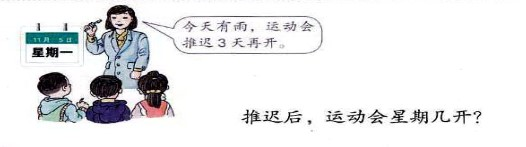 11月5日
星期一
今天有雨，运动会
推迟3天再开。
推迟后，运动会星期几开？